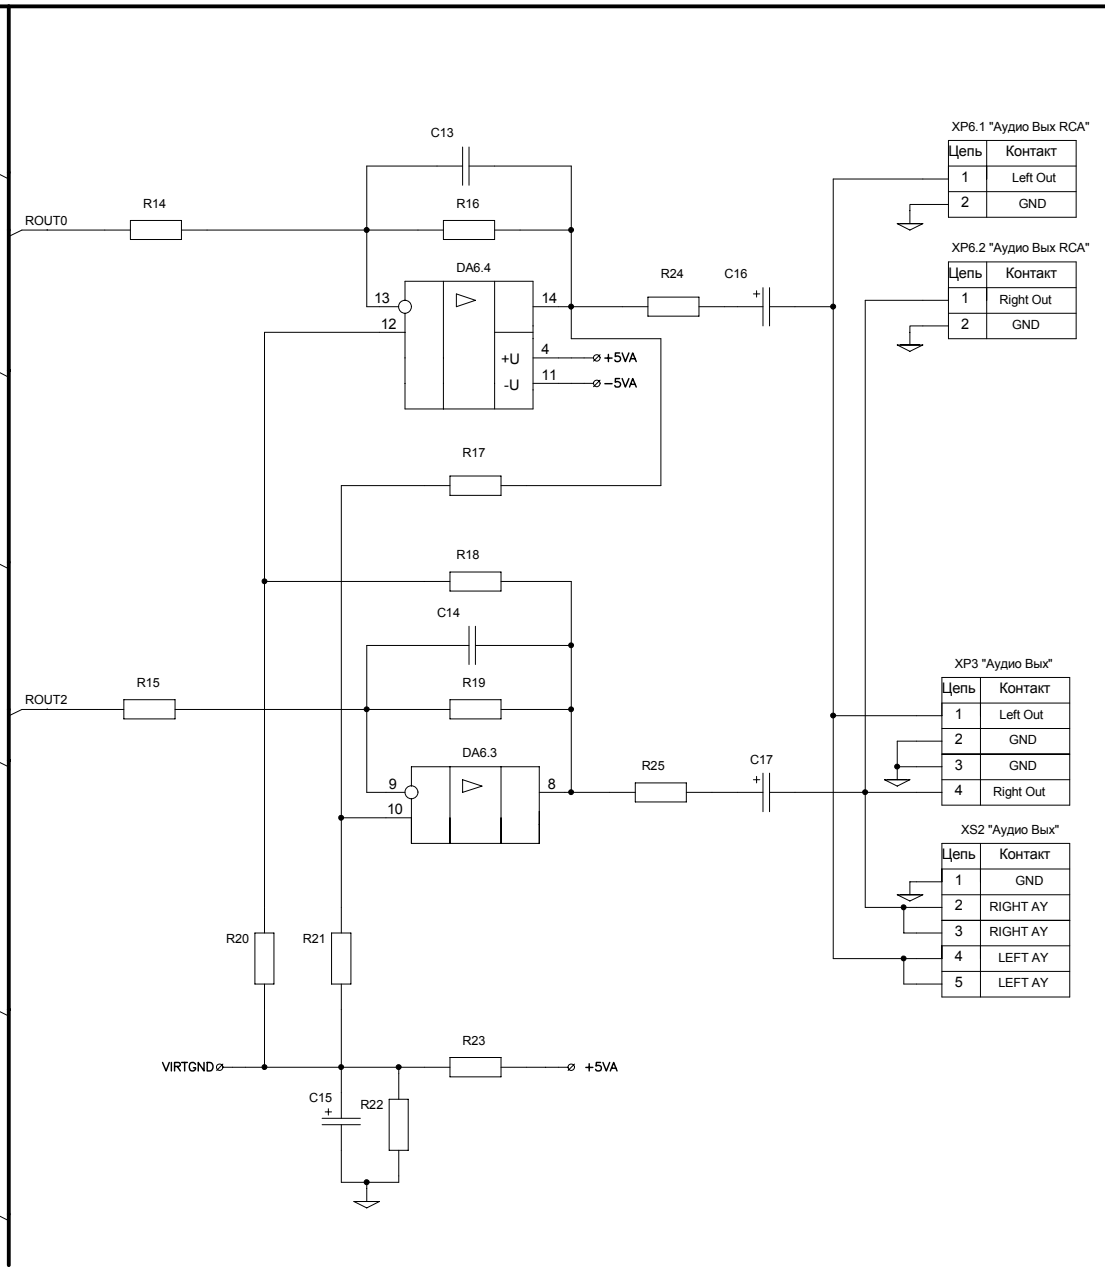 XP6.1 "Аудио Вых RCA"
Цепь Контакт
1 Left Out
2 GND
C13
R14
R16
ROUT0
XP6.2 "Аудио Вых RCA"
Цепь Контакт
1 Right Out
2 GND
DA6.4
R24 C16
+
13 14
12
+U 4 +5VA
-U 11 -5VA
R17
R18
C14
R15
R19
ROUT2
XP3 "Аудио Вых"
Цепь Контакт
1 Left Out
2 GND
3 GND
4 Right Out
DA6.3
R25 C17
+
9 8
10
XS2 "Аудио Вых"
Цепь Контакт
1 GND
2 RIGHT AY
3 RIGHT AY
4 LEFT AY
5 LEFT AY
R20 R21
R23
VIRTGND +5VA
C15 R22
+